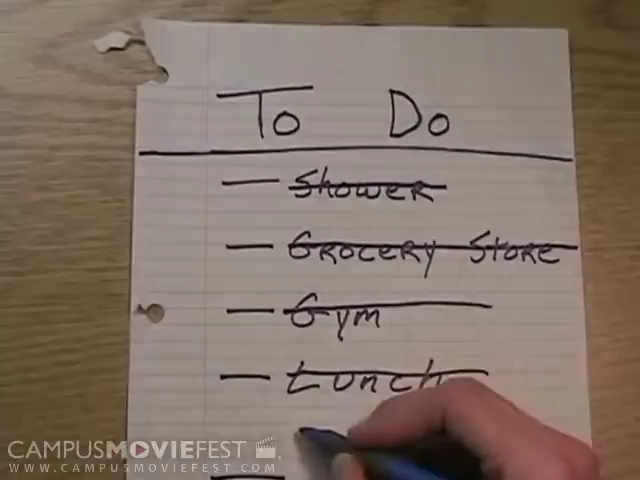 To Do
— Shower
— Grocery Store
— Gym
— Lunch
CAMPUSMOVIEFEST
WWW.CAMPUSMOVIEFEST.COM